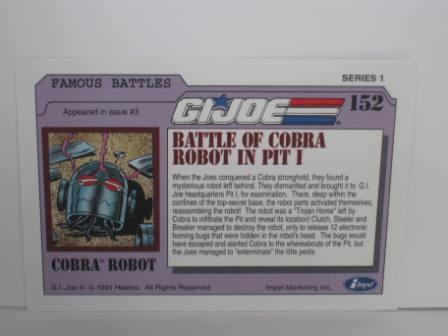 FAMOUS BATTLES
SERIES 1
Appeared in issue #3
G.I. JOE
152
BATTLE OF COBRA
ROBOT IN PIT I
When the Joes conquered a Cobra stronghold, they found a
mysterious robot left behind. They dismantled and brought it to G.I.
Joe headquarters Pit I, for examination. There, deep within the
confines of the top-secret base, the robot parts activated themselves,
reassembling the robot! The robot was a "Trojan Horse" left by
Cobra to infiltrate the Pit and reveal its location! Clutch, Steeler and
Breaker managed to destroy the robot, only to release 12 electronic
homing bugs that were hidden in the robot's head. The bugs would
have escaped and alerted Cobra to the whereabouts of the Pit, but
the Joes managed to "exterminate" the little pests.
COBRA™ ROBOT
G.I. Joe ® ©1991 Hasbro. All Rights Reserved.
Impel Marketing Inc.
impel